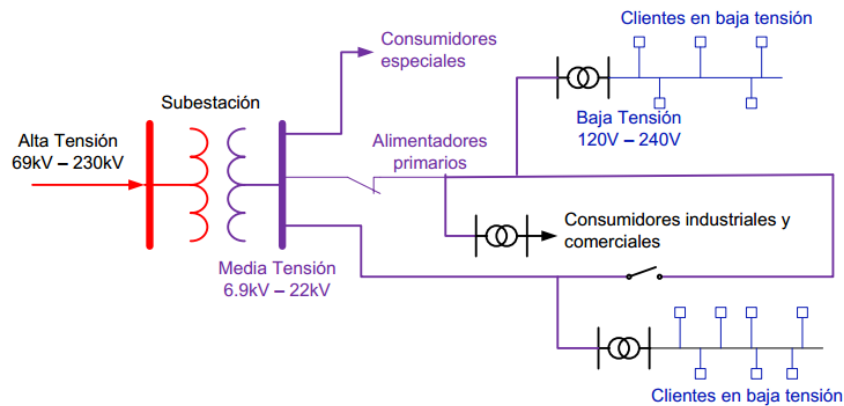 Clientes en baja tensión
Consumidores
especiales
Subestación
Baja Tensión
120V – 240V
Alta Tensión
69kV – 230kV
Alimentadores
primarios
Consumidores industriales y
comerciales
Media Tensión
6.9kV – 22kV
Clientes en baja tensión